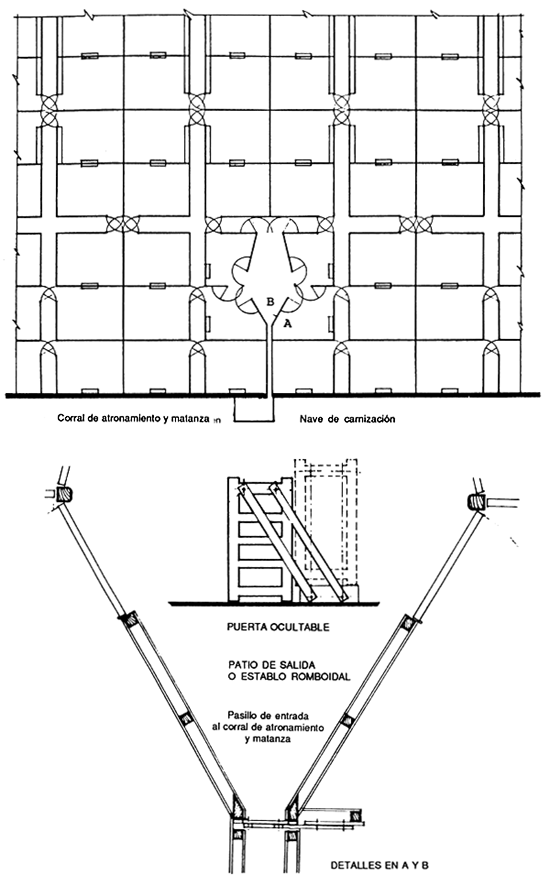 B
A
Corral de atronamiento y matanza
Nave de carnización
PUERTA OCULTABLE
PATIO DE SALIDA
O ESTABLO ROMBOIDAL
Pasillo de entrada
al corral de atronamiento
y matanza
DETALLES EN A Y B